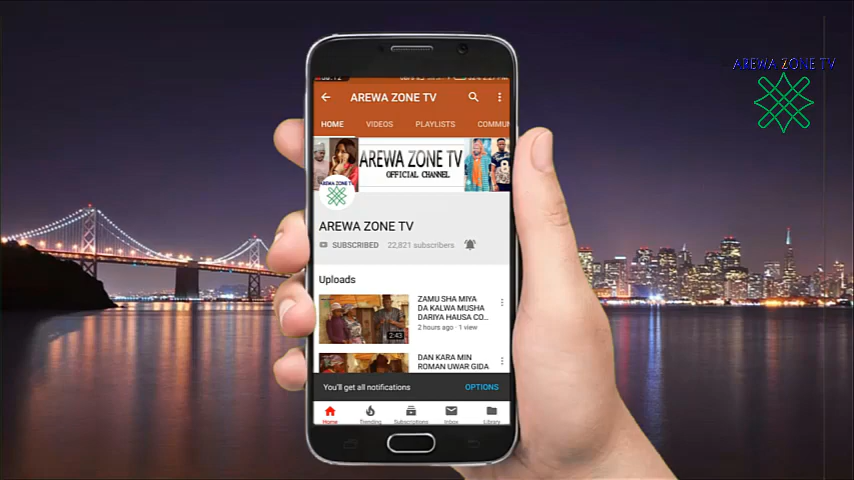 AREWA ZONE TV
AREWA ZONE TV
HOME VIDEOS PLAYLISTS COMMUN
AREWA ZONE TV
OFFICIAL CHANNEL
AREWA ZONE TV
AREWA ZONE TV
SUBSCRIBED 22,821 subscribers
Uploads
ZAMU SHA MIYA
DA KALWA MUSHA
DARIYA HAUSA CO...
2 hours ago · 1 view
2:43
DAN KARA MIN
ROMAN UWAR GIDA
You'll get all notifications OPTIONS
Home Trending Subscriptions Inbox Library